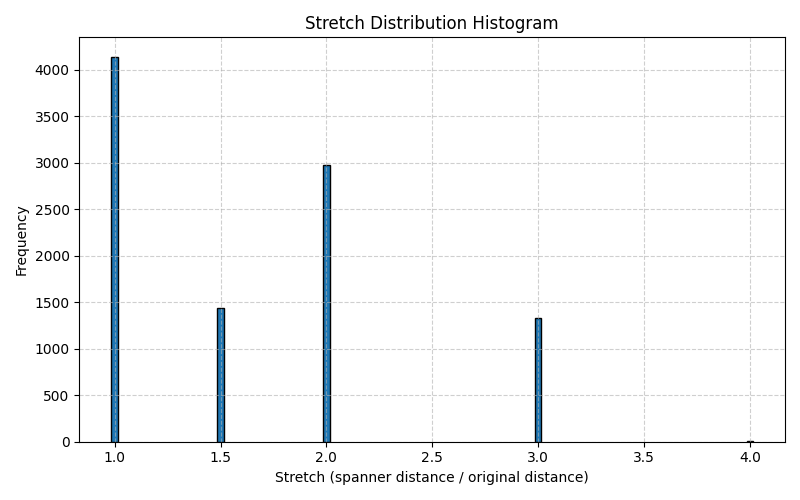 Stretch Distribution Histogram
Frequency
4000
3500
3000
2500
2000
1500
1000
500
0
1.0 1.5 2.0 2.5 3.0 3.5 4.0
Stretch (spanner distance / original distance)